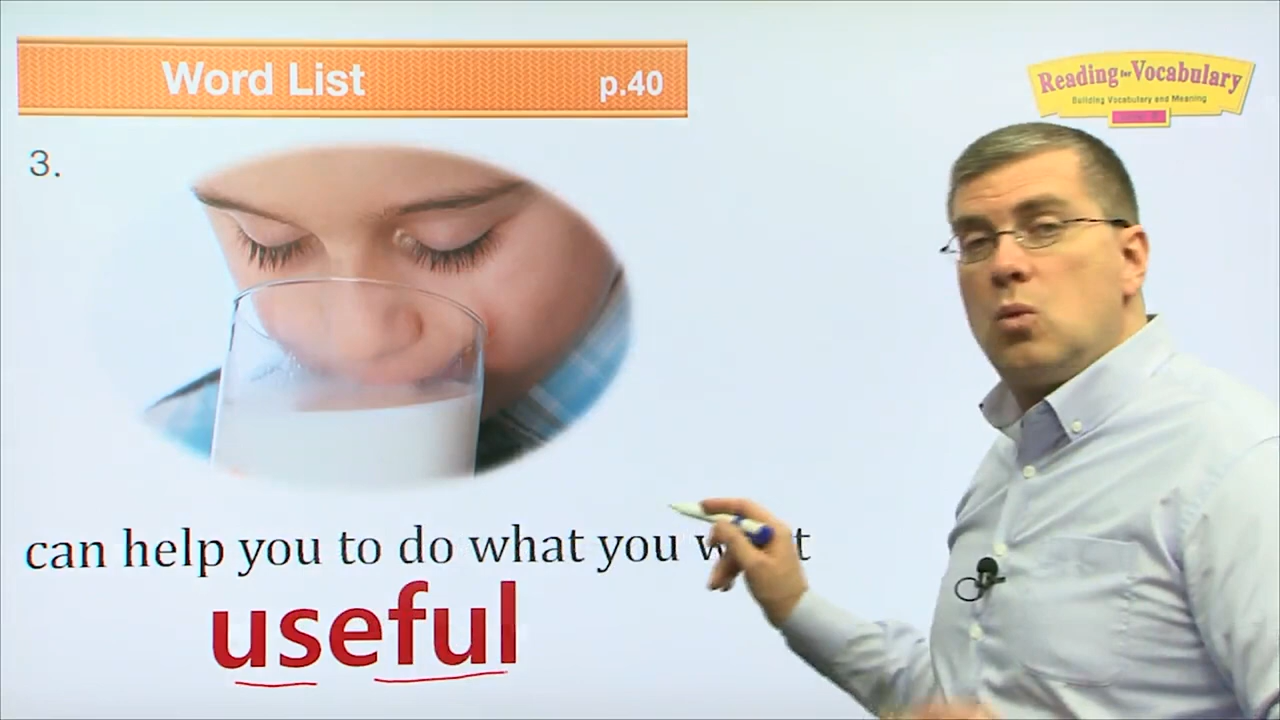 Word List p.40
Reading for Vocabulary
Building Vocabulary and Meaning
3.
can help you to do what you
useful